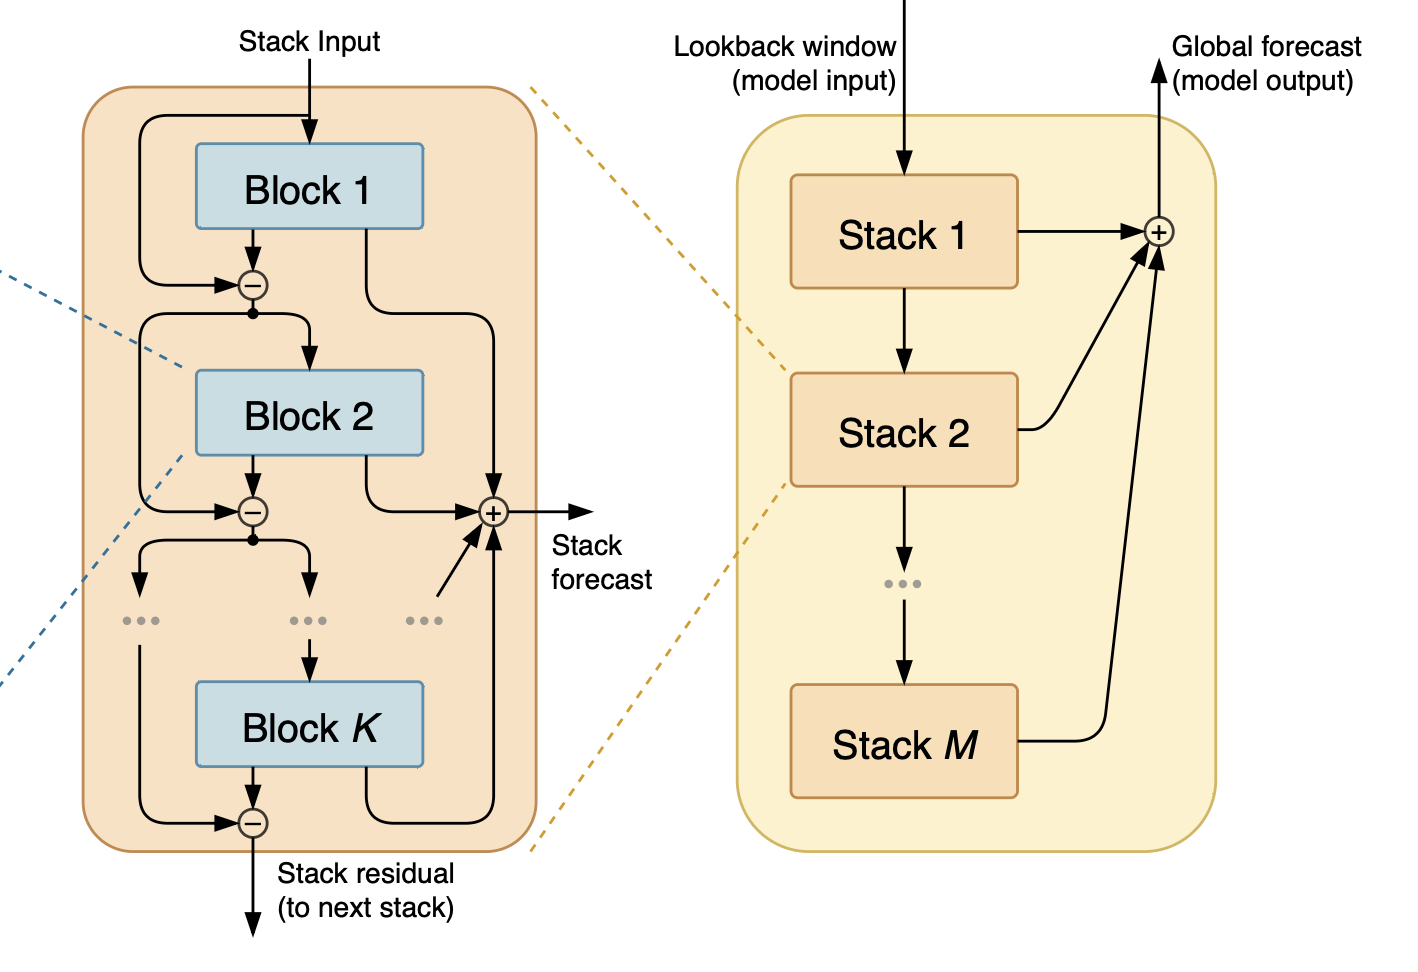 Stack Input
Block 1
−
Block 2
−
+
Stack
forecast
•••
•••
•••
Block K
−
Stack residual
(to next stack)
Lookback window
(model input)
Global forecast
(model output)
Stack 1
+
Stack 2
•••
Stack M